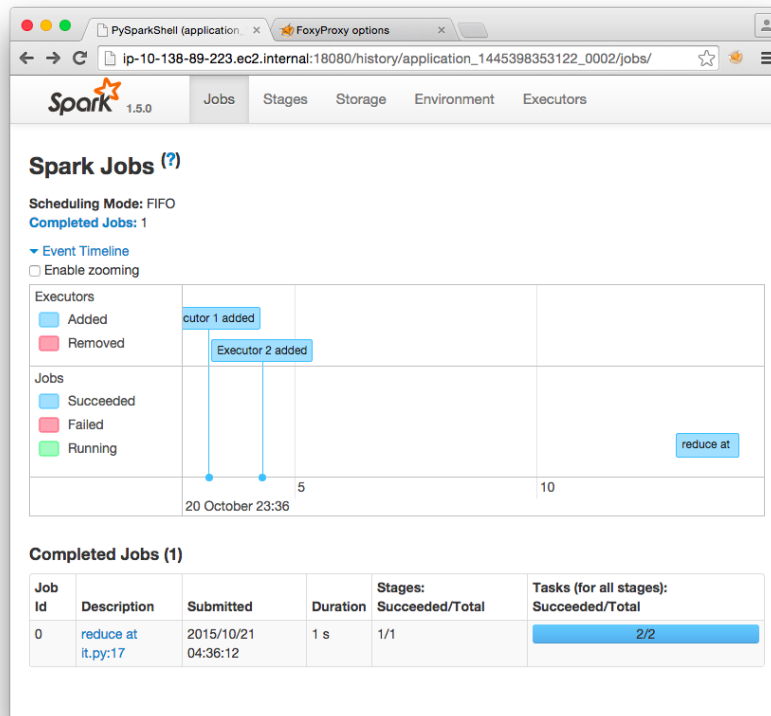 PySparkShell (application_
FoxyProxy options
ip-10-138-89-223.ec2.internal:18080/history/application_1445398353122_0002/jobs/
Spark 1.5.0 Jobs Stages Storage Environment Executors
Spark Jobs (?)
Scheduling Mode: FIFO
Completed Jobs: 1
Event Timeline
Enable zooming
Executors
Added
Removed
cutor 1 added
Executor 2 added
Jobs
Succeeded
Failed
Running
reduce at
5 10
20 October 23:36
Completed Jobs (1)
Job Id Description Submitted Duration Stages: Succeeded/Total Tasks (for all stages): Succeeded/Total
0 reduce at it.py:17 2015/10/21 04:36:12 1 s 1/1 2/2